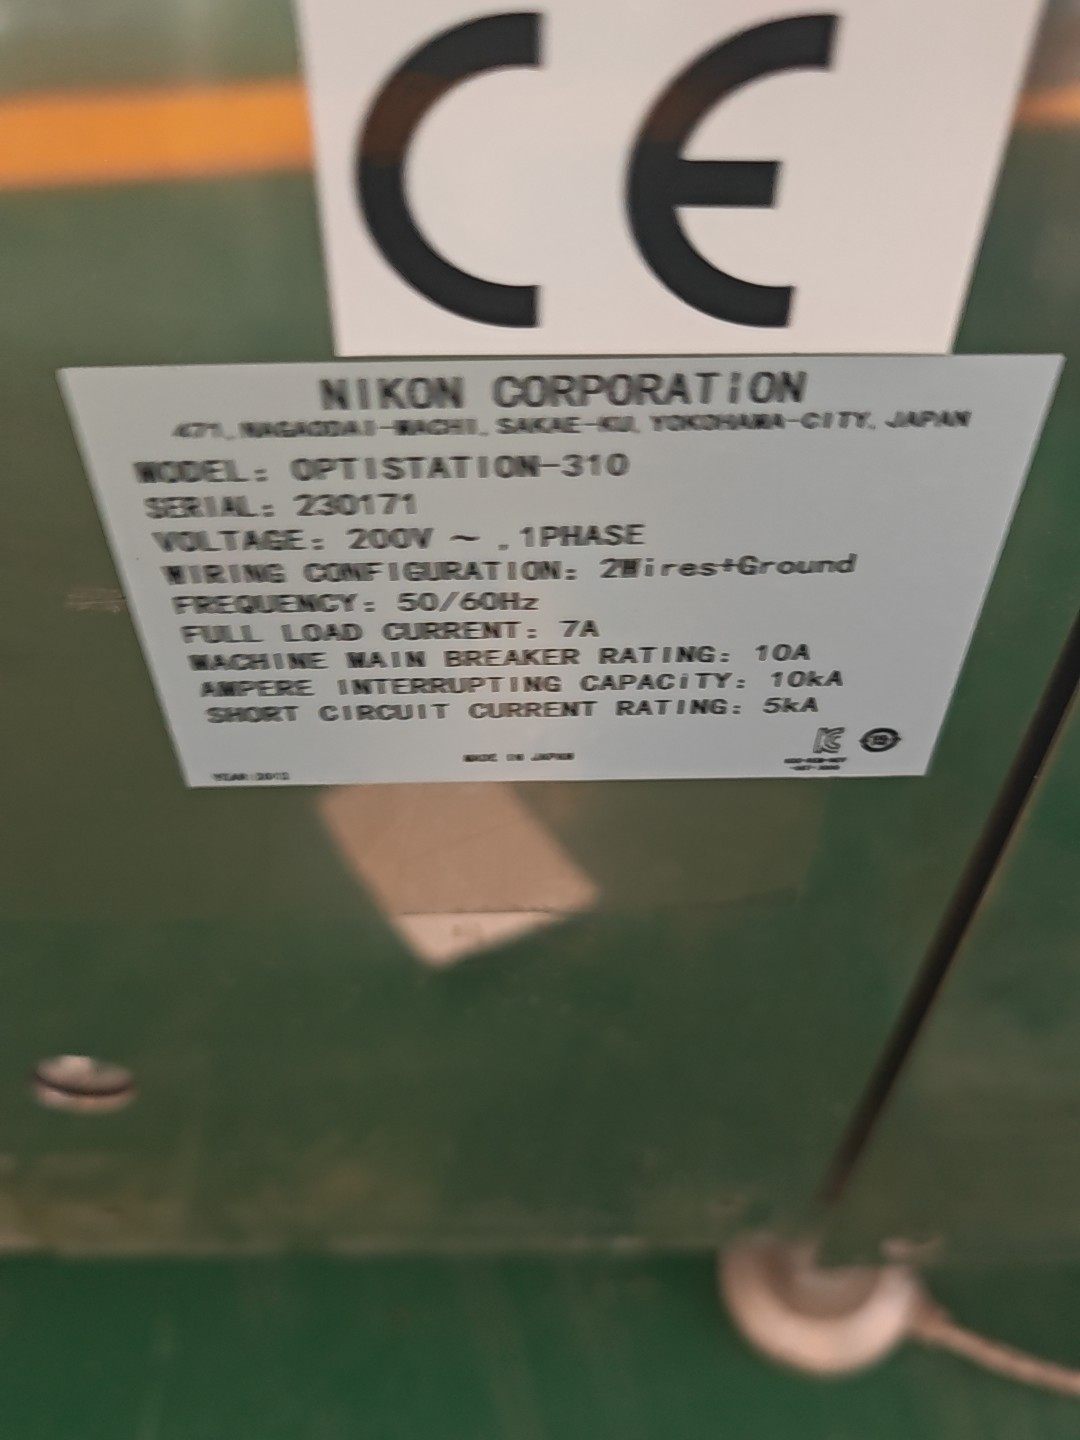 CE
NIKON CORPORATION
471, NAGAODAI-MACHI, SAKAE-KU, YOKOHAMA-CITY, JAPAN
MODEL: OPTISTATION-310
SERIAL: 230171
VOLTAGE: 200V ～ , 1PHASE
WIRING CONFIGURATION: 2Wires+Ground
FREQUENCY: 50/60Hz
FULL LOAD CURRENT: 7A
MACHINE MAIN BREAKER RATING: 10A
AMPERE INTERRUPTING CAPACITY: 10kA
SHORT CIRCUIT CURRENT RATING: 5kA
MADE IN JAPAN
YEAR: